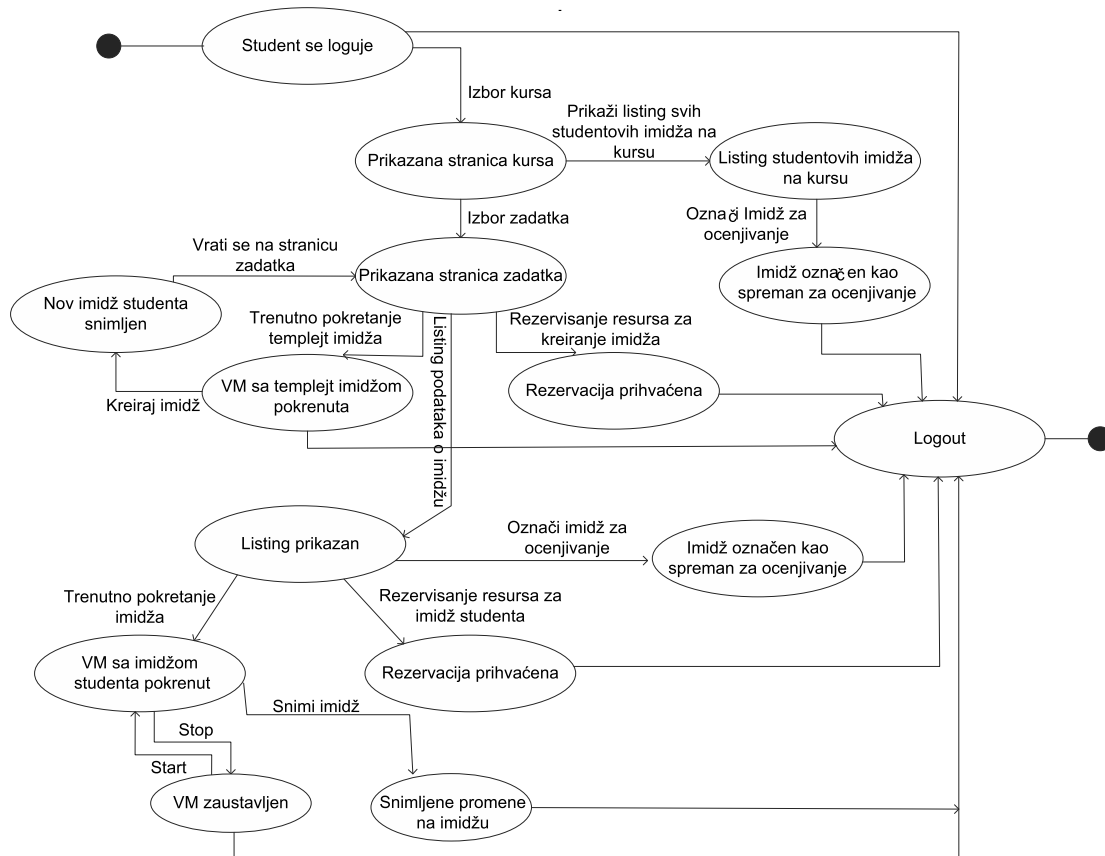 Student se loguje
Izbor kursa
Prikaži listing svih
studentovih imidža na
kursu
Prikazana stranica kursa
Listing studentovih imidža
na kursu
Izbor zadatka
Označi Imidž za
ocenjivanje
Vrati se na stranicu
zadatka
Prikazana stranica zadatka
Imidž označen kao
spreman za ocenjivanje
Nov imidž studenta
snimljen
Trenutno pokretanje
templejt imidža
Listing podataka o imidžu
Rezervisanje resursa za
kreiranje imidža
VM sa templejt imidžom
pokrenuta
Rezervacija prihvaćena
Kreiraj imidž
Logout
Listing prikazan
Označi imidž za
ocenjivanje
Imidž označen kao
spreman za ocenjivanje
Trenutno pokretanje
imidža
Rezervisanje resursa za
imidž studenta
VM sa imidžom
studenta pokrenut
Rezervacija prihvaćena
Snimi imidž
Stop
Start
VM zaustavljen
Snimljene promene
na imidžu